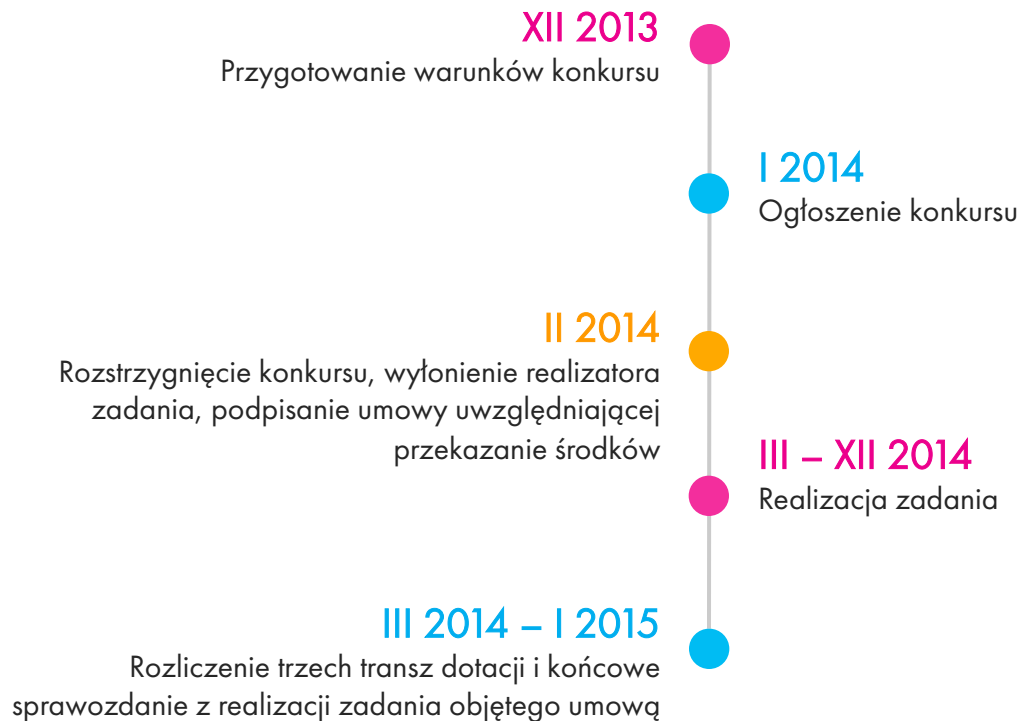 XII 2013
Przygotowanie warunków konkursu
I 2014
Ogłoszenie konkursu
II 2014
Rozstrzygnięcie konkursu, wyłonienie realizatora
zadania, podpisanie umowy uwzględniającej
przekazanie środków
III – XII 2014
Realizacja zadania
III 2014 – I 2015
Rozliczenie trzech transz dotacji i końcowe
sprawozdanie z realizacji zadania objętego umową